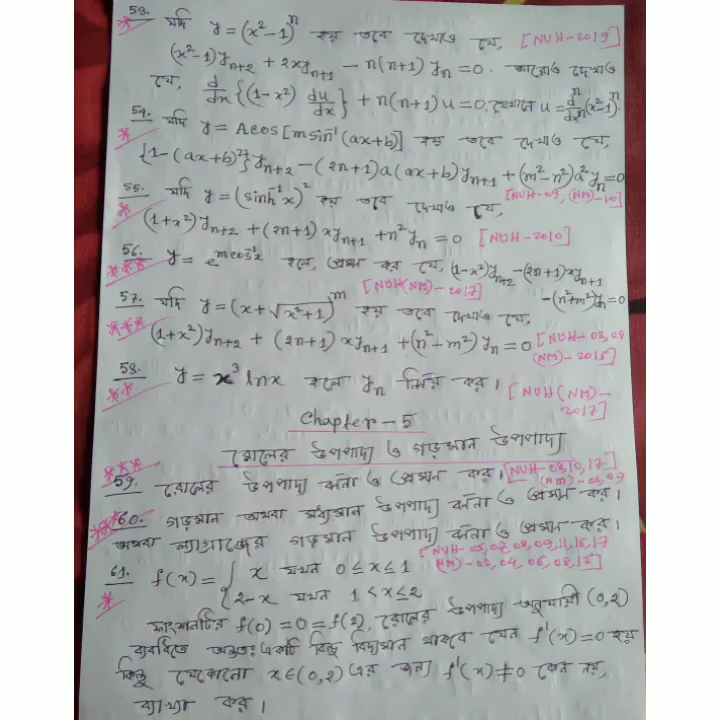 53. যদি y = (x²-1)ⁿ হয় তবে দেখাও যে, [NUH-2019]
(x²-1)yₙ₊₂ + 2xyₙ₊₁ - n(n+1)yₙ = 0. আরোও দেখাও
যে, d/dx {(1-x²) du/dx} + n(n+1)u = 0, যেখানে u = dⁿ/dxⁿ (x²-1)ⁿ.
54. যদি y = Acos[msin⁻¹(ax+b)] হয় তবে দেখাও যে,
{1-(ax+b)²}yₙ₊₂ - (2n+1)a(ax+b)yₙ₊₁ + (m²-n²)a²yₙ = 0
55. যদি y = (sinh⁻¹x)² হয় তবে দেখাও যে, [NUH-09, (NM)-10]
(1+x²)yₙ₊₂ + (2n+1)xyₙ₊₁ + n²yₙ = 0 [NUH-2010]
56. y = e^(mcos⁻¹x) হলে, প্রমান কর যে, (1-x²)yₙ₊₂ - (2n+1)xyₙ₊₁
[NUH(NM)-2017] -(n²+m²)yₙ = 0
57. যদি y = (x+√(x²+1))ᵐ হয় তবে দেখাও যে,
(1+x²)yₙ₊₂ + (2n+1)xyₙ₊₁ + (n²-m²)yₙ = 0 [NUH-03,08
(NM)-2015]
58. y = x³lnx হলে yₙ নির্নয় কর। [NUH(NM)-
2017]
Chapter-5
রোলের উপপাদ্য ও গড়মান উপপাদ্য
59. রোলের উপপাদ্য বর্ননা ও প্রমান কর। [NUH-03,10,17]
(NM)-03,09
60. গড়মান অথবা মধ্যমান উপপাদ্য বর্ননা ও প্রমান কর।
অথবা ল্যাগ্রাঞ্জের গড়মান উপপাদ্য বর্ননা ও প্রমান কর।
[NUH-05,07,08,09,11,16,17
61. f(x) = { x যখন 0 ≤ x ≤ 1 (NM)-02,04,06,08,12]
2-x যখন 1 < x ≤ 2
ফাংশনটির f(0) = 0 = f(2), রোলের উপপাদ্য অনুযায়ী (0,2)
ব্যবধিতে অন্তত: একটি বিন্দু বিদ্যমান থাকবে যেন f'(x) = 0 হয়
কিন্তু যেকোনো x∈(0,2) এর জন্য f'(x) ≠ 0 কেন নয়,
ব্যাখ্যা কর।